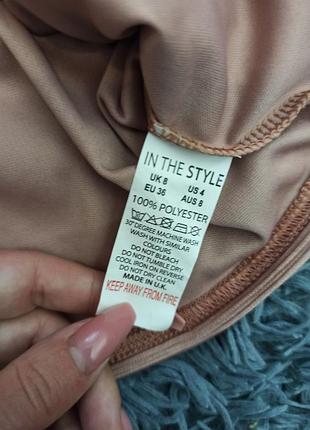 IN THE STYLE
UK 8 US 4
EU 36 AUS 8
100% POLYESTER
30° DEGREE MACHINE WASH
WASH WITH SIMILAR
COLOURS
DO NOT BLEACH
DO NOT TUMBLE DRY
COOL IRON ON REVERSE
DO NOT DRY CLEAN
MADE IN U.K.
KEEP AWAY FROM FIRE